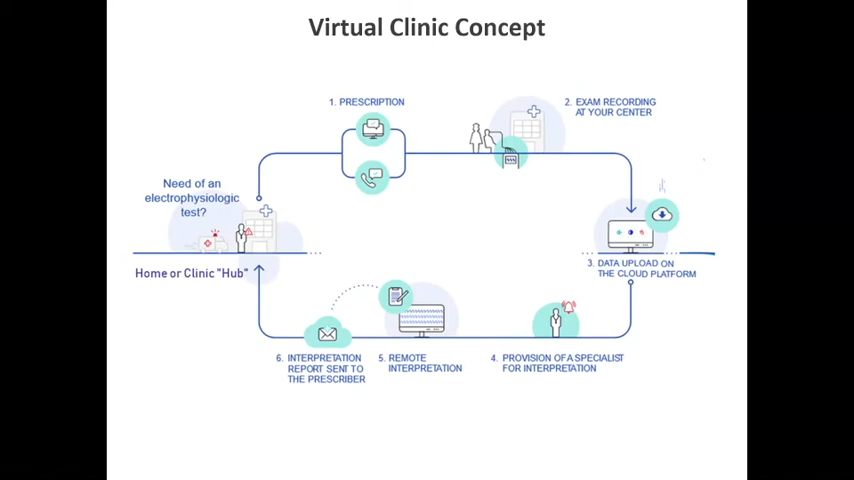 Virtual Clinic Concept
1. PRESCRIPTION
2. EXAM RECORDING
AT YOUR CENTER
Need of an
electrophysiologic
test?
Home or Clinic "Hub"
3. DATA UPLOAD ON
THE CLOUD PLATFORM
4. PROVISION OF A SPECIALIST
FOR INTERPRETATION
5. REMOTE
INTERPRETATION
6. INTERPRETATION
REPORT SENT TO
THE PRESCRIBER